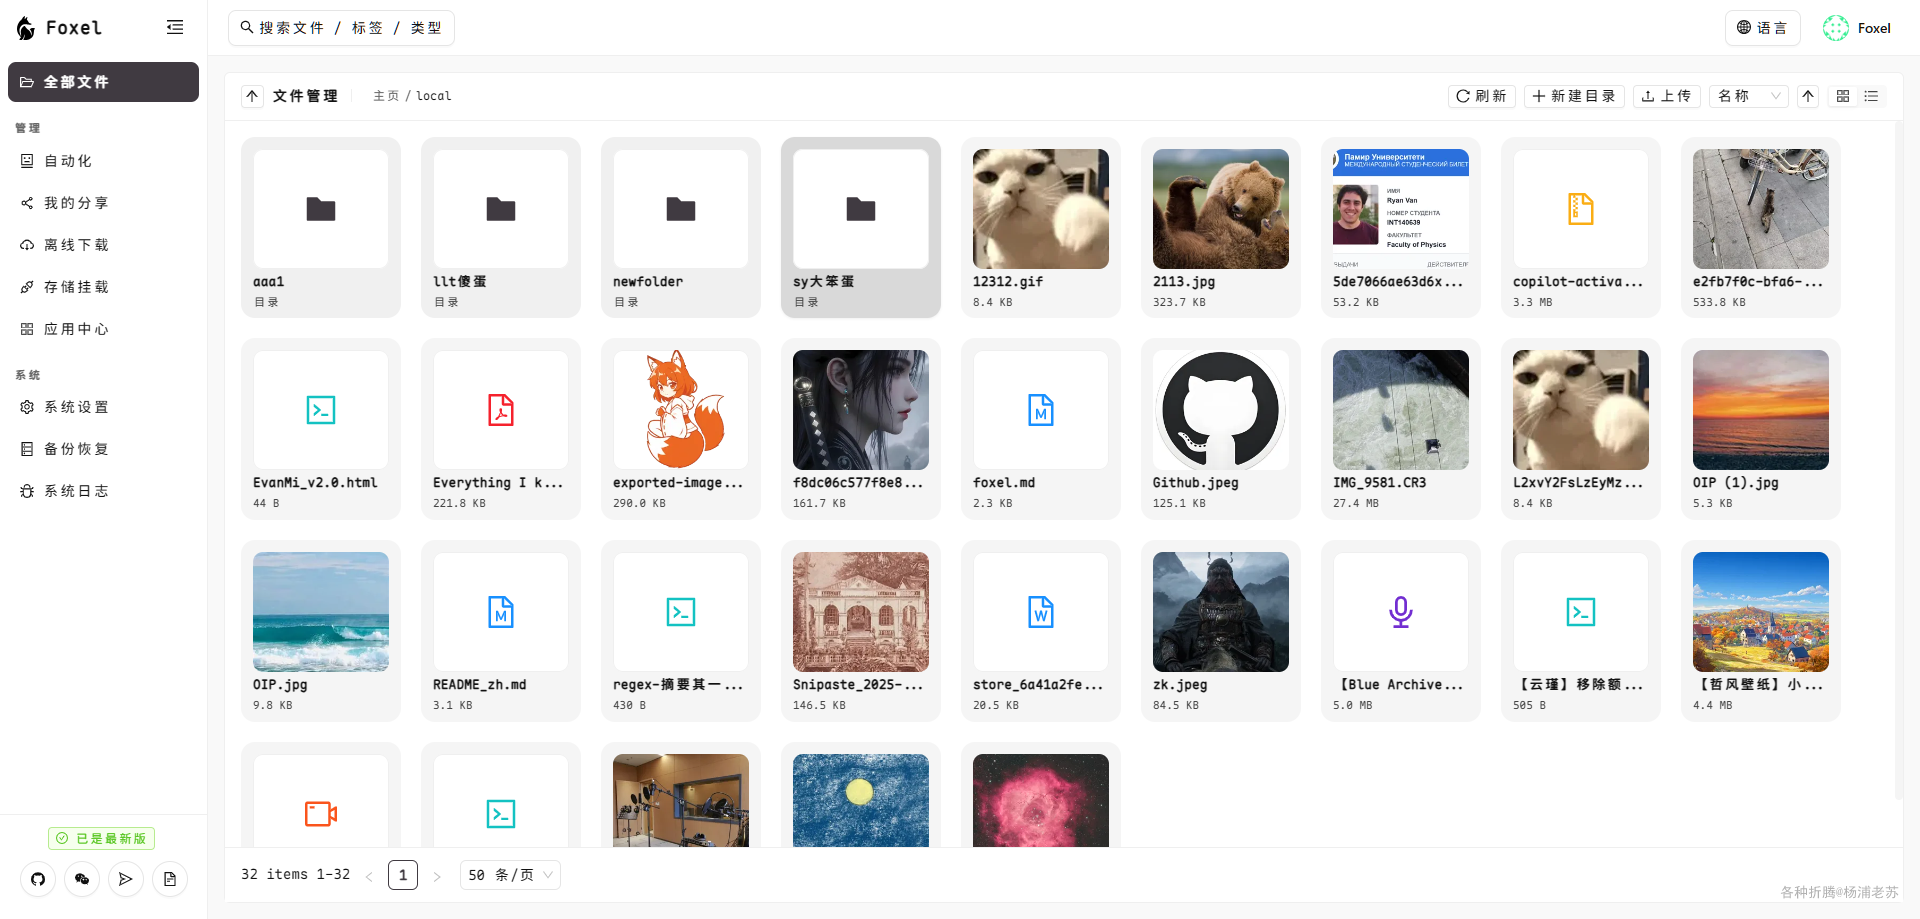 Foxel
搜索文件 / 标签 / 类型
语言
Foxel
全部文件
管理
自动化
我的分享
离线下载
存储挂载
应用中心
系统
系统设置
备份恢复
系统日志
已是最新版
文件管理
主页 / local
刷新
新建目录
上传
名称
aaa1
目录
llt傻蛋
目录
newfolder
目录
sy大笨蛋
目录
12312.gif
8.4 KB
2113.jpg
323.7 KB
Памир Университети
МЕЖДУНАРОДНЫЙ СТУДЕНЧЕСКИЙ БИЛЕТ
ИМЯ
Ryan Van
НОМЕР СТУДЕНТА
INT140639
ФАКУЛЬТЕТ
Faculty of Physics
5de7066ae63d6x...
53.2 KB
copilot-activa...
3.3 MB
e2fb7f0c-bfa6-...
533.8 KB
EvanMi_v2.0.html
44 B
Everything I k...
221.8 KB
exported-image...
290.0 KB
f8dc06c577f8e8...
161.7 KB
M
foxel.md
2.3 KB
Github.jpeg
125.1 KB
IMG_9581.CR3
27.4 MB
L2xvY2FsLzEyMz...
8.4 KB
OIP (1).jpg
5.3 KB
OIP.jpg
9.8 KB
M
README_zh.md
3.1 KB
regex-摘要其一...
430 B
Snipaste_2025-...
146.5 KB
W
store_6a41a2fe...
20.5 KB
zk.jpeg
84.5 KB
【Blue Archive...
5.0 MB
【云瑾】移除额...
505 B
【哲风壁纸】小...
4.4 MB
32 items 1-32
1
50 条/页
各种折腾@杨浦老苏